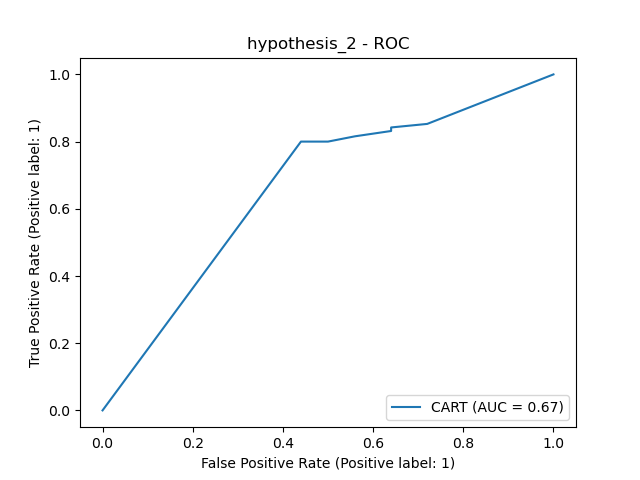 hypothesis_2 - ROC
True Positive Rate (Positive label: 1)
1.0
0.8
0.6
0.4
0.2
0.0
0.0 0.2 0.4 0.6 0.8 1.0
False Positive Rate (Positive label: 1)
CART (AUC = 0.67)